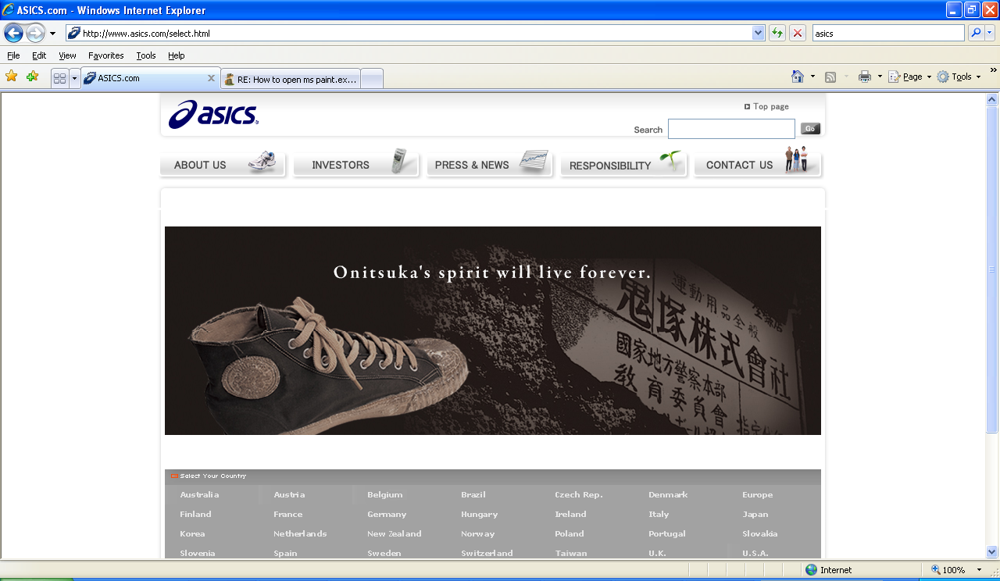 ASICS.com - Windows Internet Explorer
http://www.asics.com/select.html
asics
File Edit View Favorites Tools Help
ASICS.com
RE: How to open ms paint.ex...
Page Tools
asics
Top page
Search
Go
ABOUT US
INVESTORS
PRESS & NEWS
RESPONSIBILITY
CONTACT US
Onitsuka's spirit will live forever.
運動用品全般
鬼塚株式會社
國家地方警察本部
教育委員會
Select Your Country
Australia Austria Belgium Brazil Czech Rep. Denmark Europe
Finland France Germany Hungary Ireland Italy Japan
Korea Netherlands New Zealand Norway Poland Portugal Slovakia
Slovenia Spain Sweden Switzerland Taiwan U.K. U.S.A.
Internet
100%